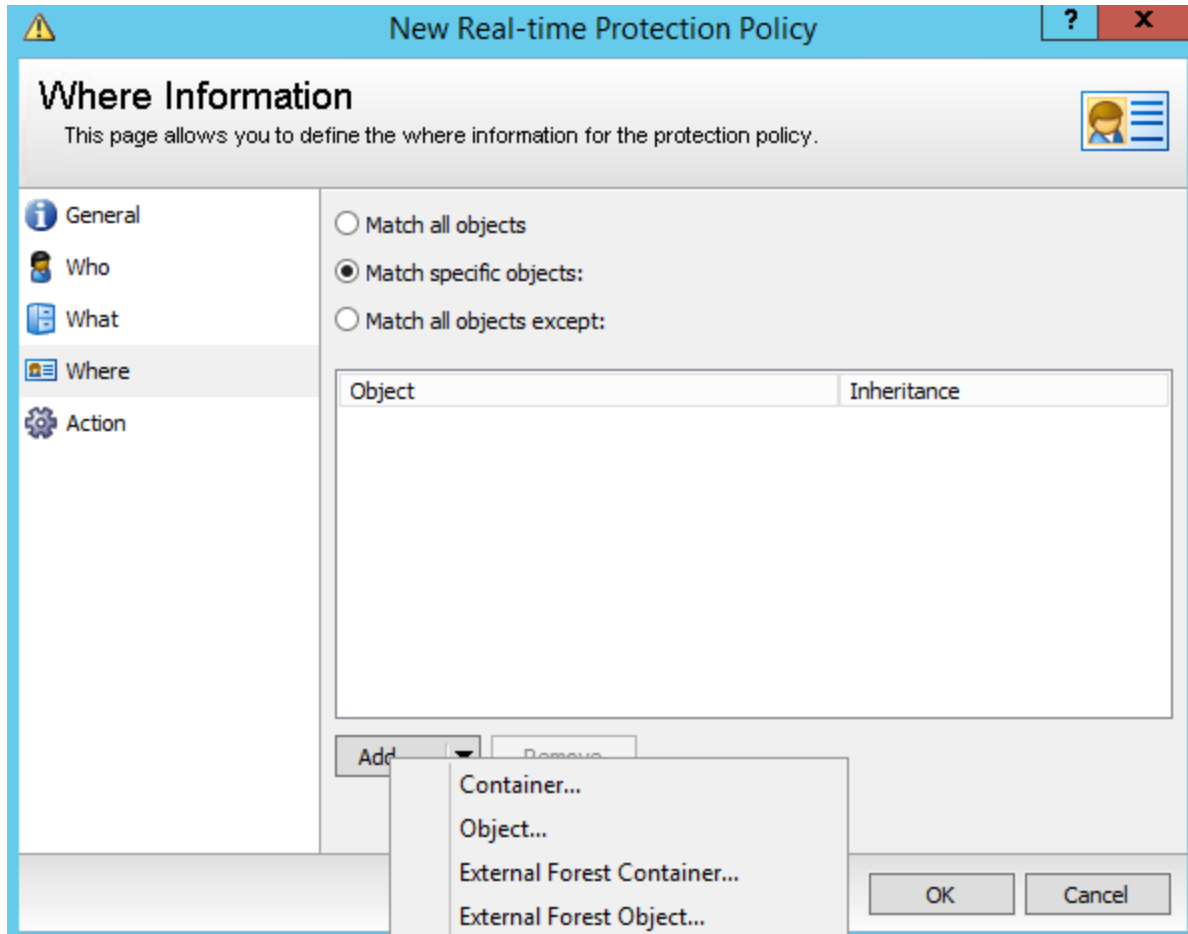 New Real-time Protection Policy
? x
Where Information
This page allows you to define the where information for the protection policy.
General
Who
What
Where
Action
Match all objects
Match specific objects:
Match all objects except:
Object Inheritance
Add Remove
Container...
Object...
External Forest Container...
External Forest Object...
OK Cancel